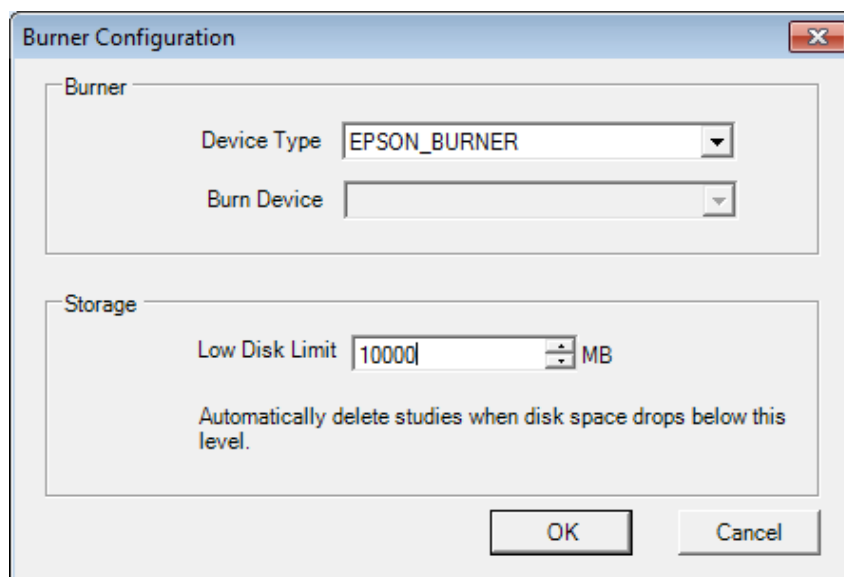 Burner Configuration
Burner
Device Type EPSON_BURNER
Burn Device
Storage
Low Disk Limit 10000 MB
Automatically delete studies when disk space drops below this
level.
OK Cancel